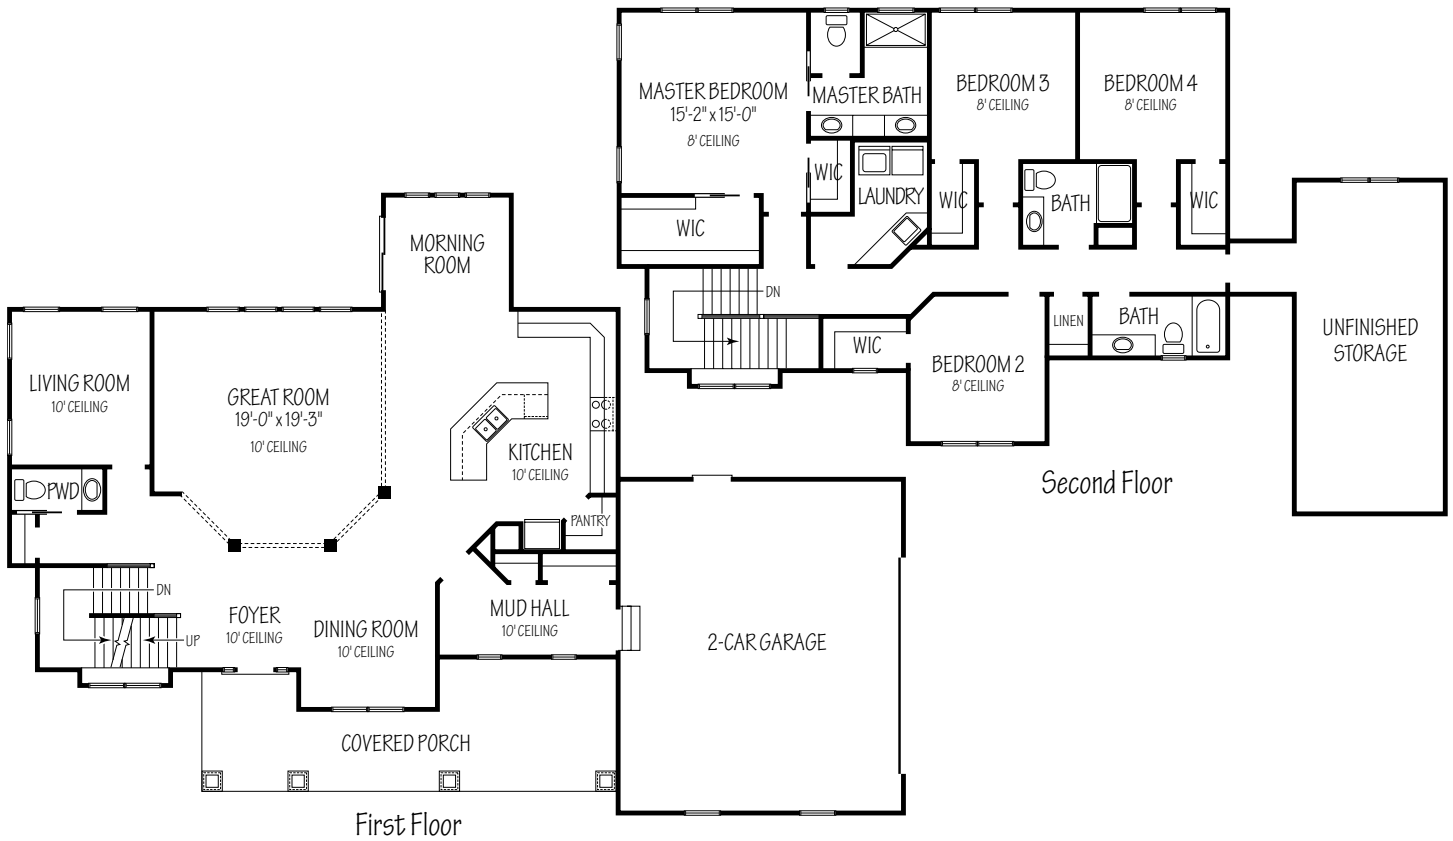 MASTER BEDROOM
15'-2" x 15'-0"
8' CEILING
MASTER BATH
BEDROOM 3
8' CEILING
BEDROOM 4
8' CEILING
WIC
LAUNDRY
WIC
BATH
WIC
WIC
DN
WIC
BEDROOM 2
8' CEILING
LINEN
BATH
UNFINISHED
STORAGE
Second Floor
MORNING
ROOM
LIVING ROOM
10' CEILING
GREAT ROOM
19'-0" x 19'-3"
10' CEILING
KITCHEN
10' CEILING
PWD
PANTRY
DN
UP
FOYER
10' CEILING
DINING ROOM
10' CEILING
MUD HALL
10' CEILING
2-CAR GARAGE
COVERED PORCH
First Floor